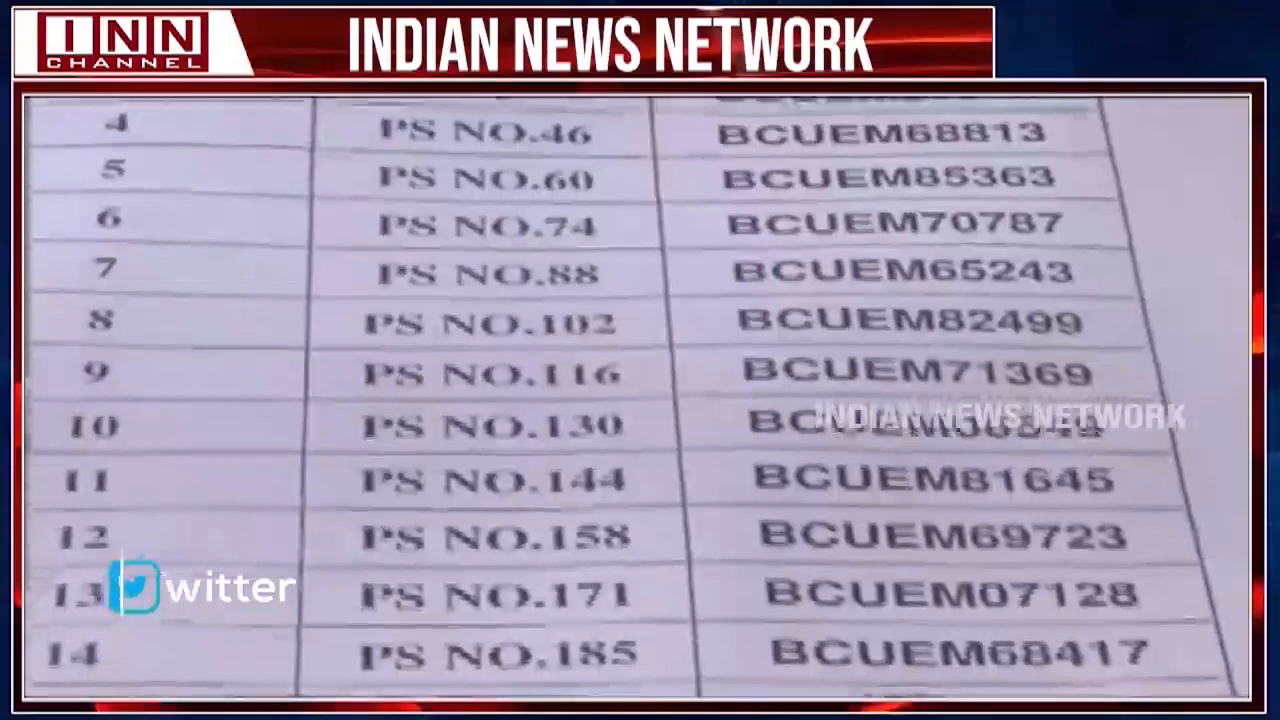 INN
CHANNEL
INDIAN NEWS NETWORK
4 PS NO.46 BCUEM68813
5 PS NO.60 BCUEM85363
6 PS NO.74 BCUEM70787
7 PS NO.88 BCUEM65243
8 PS NO.102 BCUEM82499
9 PS NO.116 BCUEM71369
10 PS NO.130
INDIAN NEWS NETWORK
11 PS NO.144 BCUEM81645
12 PS NO.158 BCUEM69723
13 PS NO.171 BCUEM07128
witter
14 PS NO.185 BCUEM68417